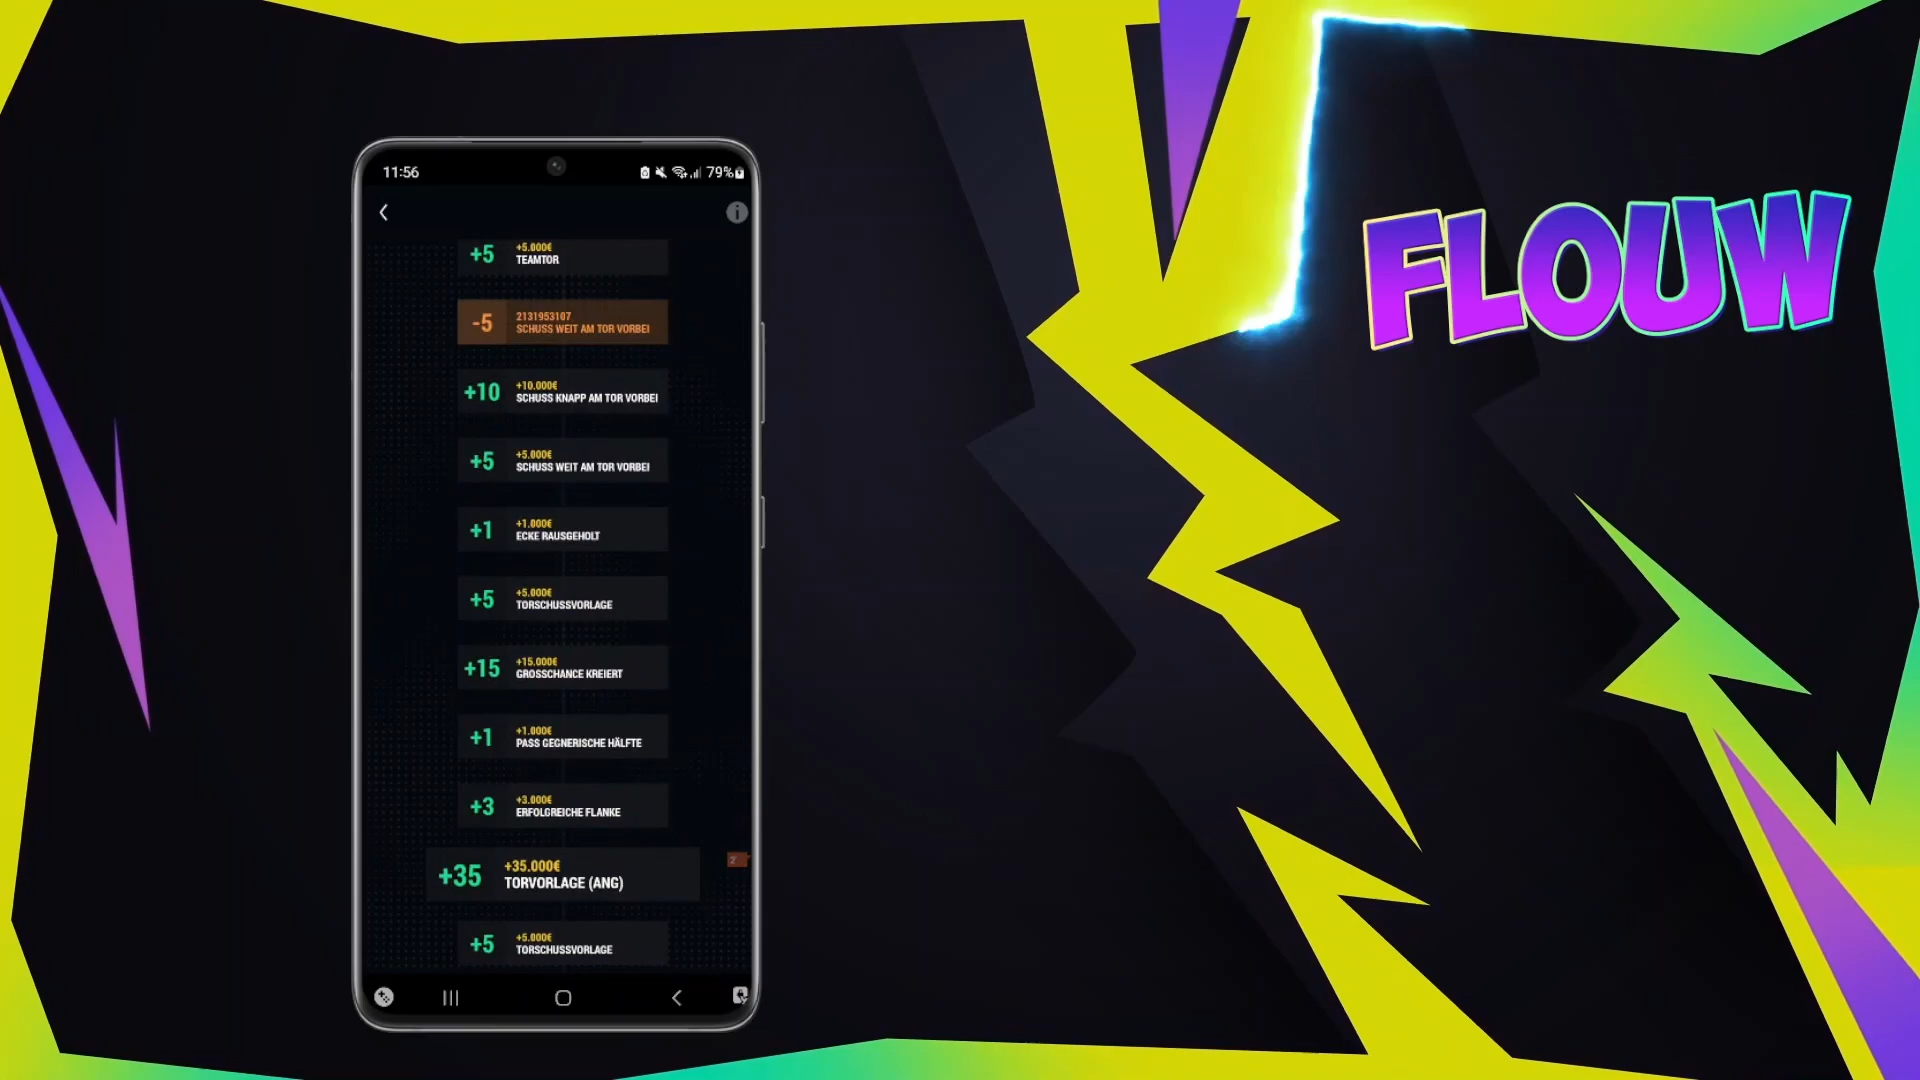 11:56
79%
FLOUW
+5
+5.000€
TEAMTOR
-5
2131953107
SCHUSS WEIT AM TOR VORBEI
+10
+10.000€
SCHUSS KNAPP AM TOR VORBEI
+5
+5.000€
SCHUSS WEIT AM TOR VORBEI
+1
+1.000€
ECKE RAUSGEHOLT
+5
+5.000€
TORSCHUSSVORLAGE
+15
+15.000€
GROSSCHANCE KREIERT
+1
+1.000€
PASS GEGNERISCHE HÄLFTE
+3
+3.000€
ERFOLGREICHE FLANKE
+35
+35.000€
TORVORLAGE (ANG)
2'
+5
+5.000€
TORSCHUSSVORLAGE